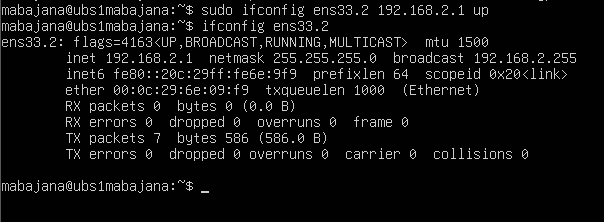 mabajana@ubs1mabajana:~$ sudo ifconfig ens33.2 192.168.2.1 up
mabajana@ubs1mabajana:~$ ifconfig ens33.2
ens33.2: flags=4163<UP,BROADCAST,RUNNING,MULTICAST>  mtu 1500
        inet 192.168.2.1  netmask 255.255.255.0  broadcast 192.168.2.255
        inet6 fe80::20c:29ff:fe6e:9f9  prefixlen 64  scopeid 0x20<link>
        ether 00:0c:29:6e:09:f9  txqueuelen 1000  (Ethernet)
        RX packets 0  bytes 0 (0.0 B)
        RX errors 0  dropped 0  overruns 0  frame 0
        TX packets 7  bytes 586 (586.0 B)
        TX errors 0  dropped 0 overruns 0  carrier 0  collisions 0
mabajana@ubs1mabajana:~$ _